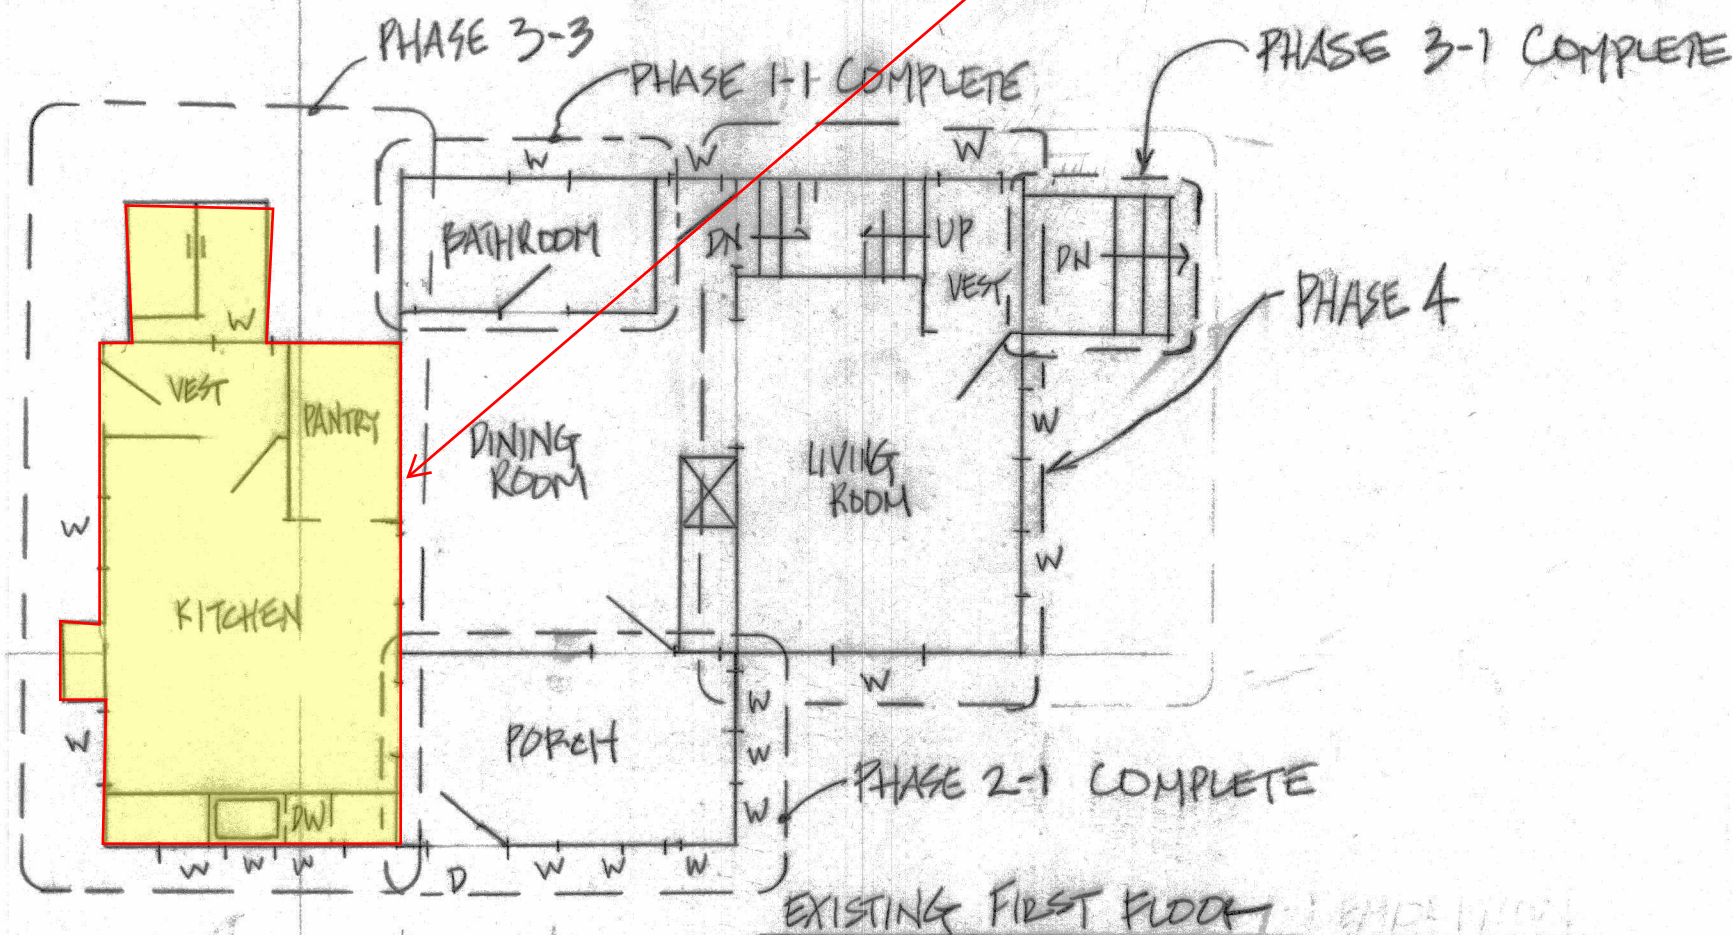 PHASE 3-3
PHASE 1-1 COMPLETE
PHASE 3-1 COMPLETE
W
W
W
BATHROOM
DN
UP
DN
VEST
PHASE 4
W
VEST
PANTRY
DINING
ROOM
LIVING
ROOM
W
W
W
KITCHEN
W
W
W
PORCH
W
W
PHASE 2-1 COMPLETE
DW
W
W
W
W
D
W
W
W
EXISTING FIRST FLOOR